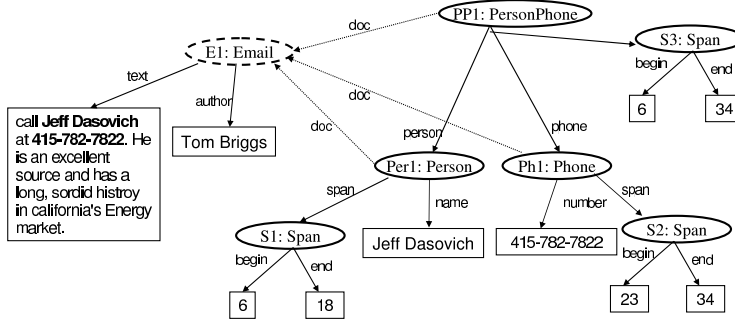 PP1: PersonPhone
doc
E1: Email
S3: Span
text
author
doc
begin
end
6
34
call Jeff Dasovich
at 415-782-7822. He
is an excellent
source and has a
long, sordid histroy
in california's Energy
market.
Tom Briggs
doc
person
phone
Per1: Person
Ph1: Phone
span
name
number
span
S1: Span
Jeff Dasovich
415-782-7822
S2: Span
begin
end
begin
end
6
18
23
34